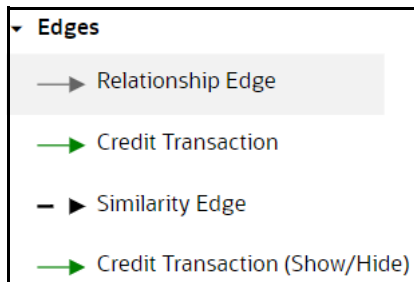 Edges
Relationship Edge
Credit Transaction
Similarity Edge
Credit Transaction (Show/Hide)